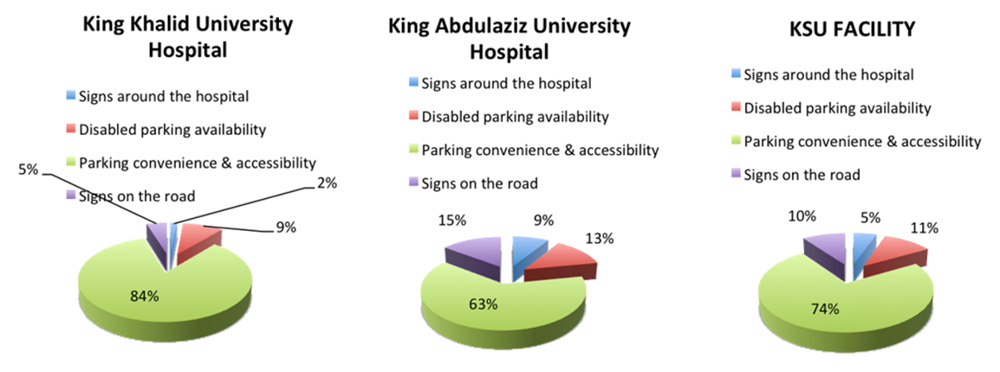 King Khalid University
Hospital
Signs around the hospital
Disabled parking availability
Parking convenience & accessibility
Signs on the road
5%
2%
9%
84%
King Abdulaziz University
Hospital
Signs around the hospital
Disabled parking availability
Parking convenience & accessibility
Signs on the road
15%
9%
13%
63%
KSU FACILITY
Signs around the hospital
Disabled parking availability
Parking convenience & accessibility
Signs on the road
10%
5%
11%
74%